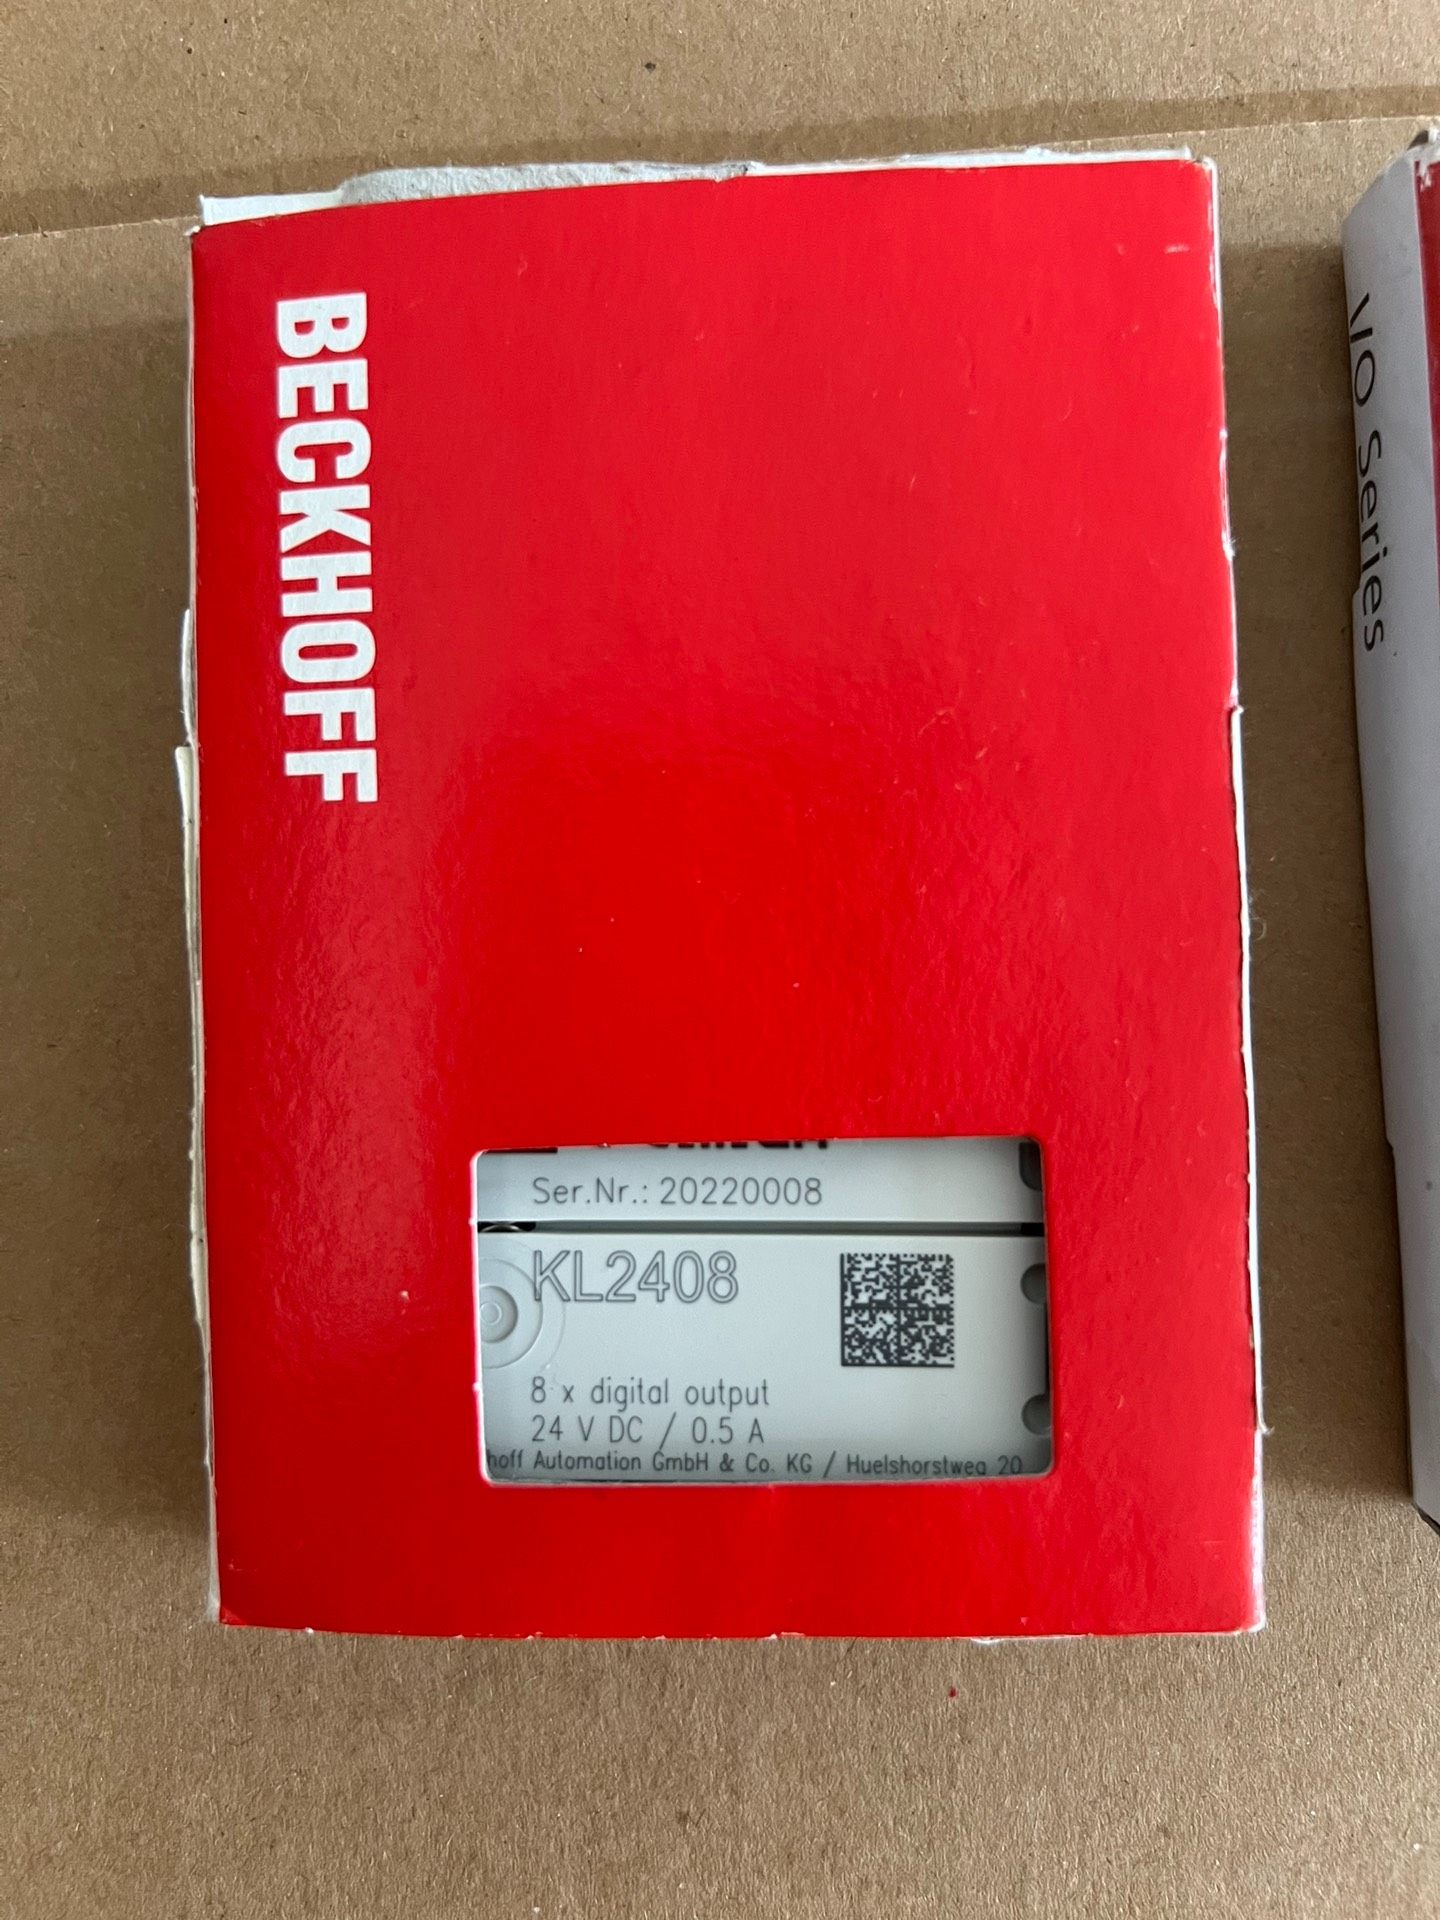 BECKHOFF
Ser.Nr.: 20220008
KL2408
8 x digital output
24 V DC / 0.5 A
hoff Automation GmbH & Co. KG / Huelshorstweg 20
I/O Series